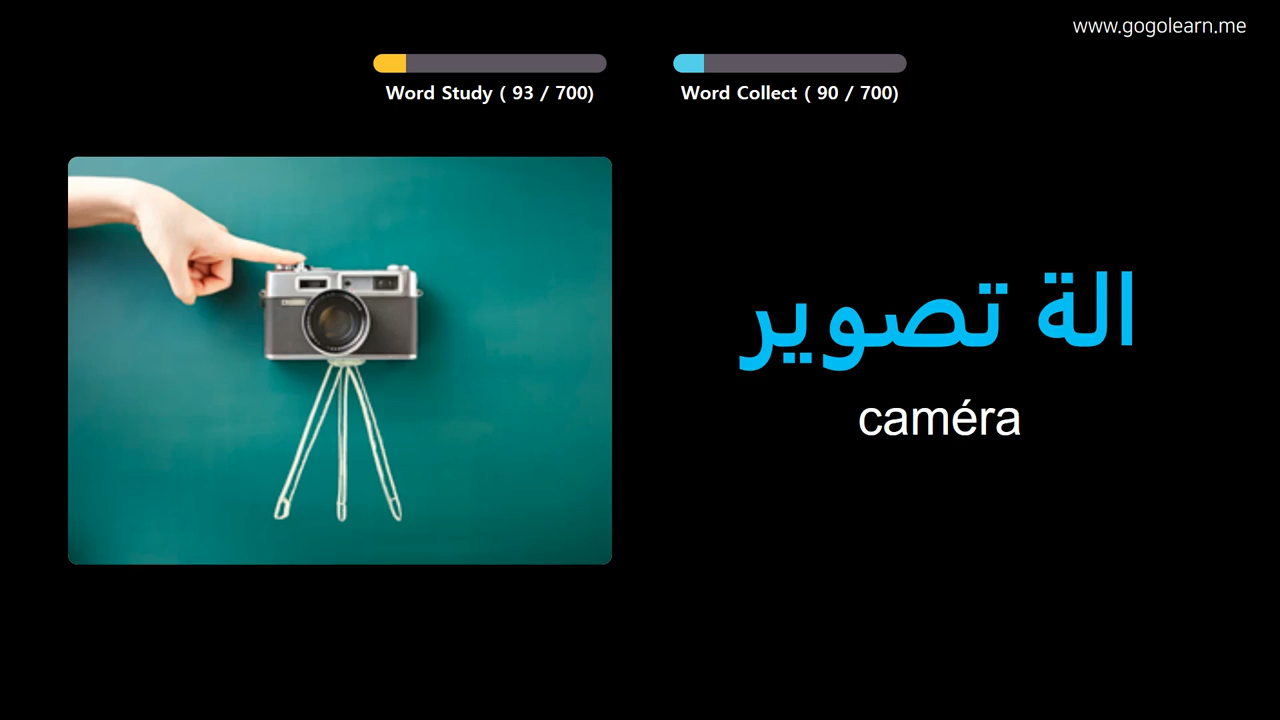 www.gogolearn.me
Word Study ( 93 / 700)
Word Collect ( 90 / 700)
الة تصوير
caméra